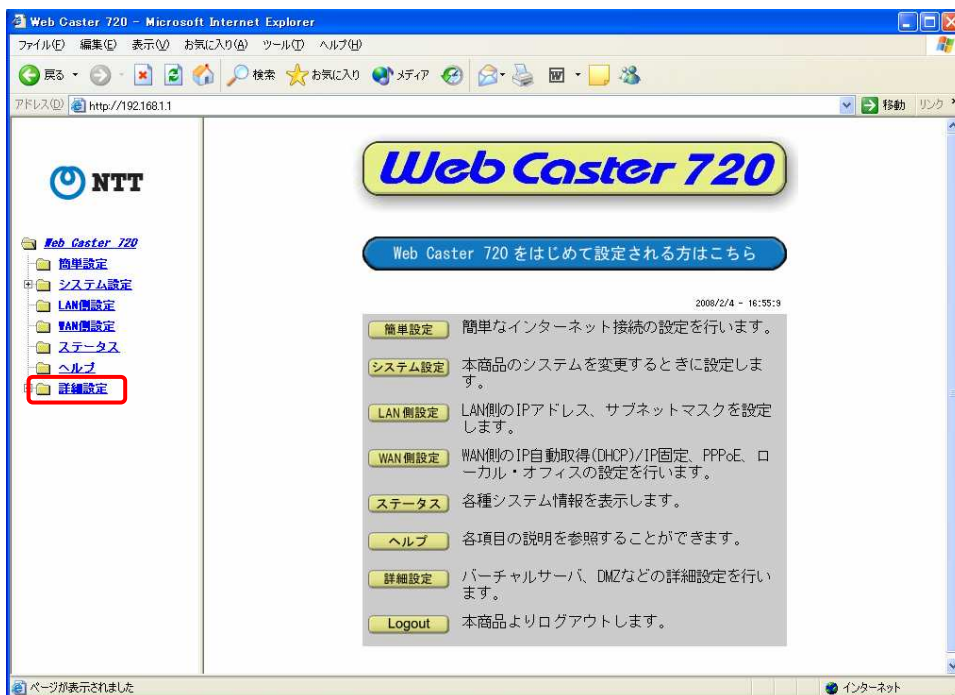 Web Caster 720 - Microsoft Internet Explorer
ファイル(F) 編集(E) 表示(V) お気に入り(A) ツール(T) ヘルプ(H)
戻る 検索 お気に入り メディア
アドレス(D) http://192.168.1.1 移動 リンク
NTT
Web Caster 720
簡単設定
システム設定
LAN側設定
WAN側設定
ステータス
ヘルプ
詳細設定
Web Caster 720
Web Caster 720 をはじめて設定される方はこちら
2008/2/4 - 16:55:9
簡単設定 簡単なインターネット接続の設定を行います。
システム設定 本商品のシステムを変更するときに設定しま
す。
LAN側設定 LAN側のIPアドレス、サブネットマスクを設定
します。
WAN側設定 WAN側のIP自動取得(DHCP)/IP固定、PPPoE、ロ
ーカル・オフィスの設定を行います。
ステータス 各種システム情報を表示します。
ヘルプ 各項目の説明を参照することができます。
詳細設定 バーチャルサーバ、DMZなどの詳細設定を行い
ます。
Logout 本商品よりログアウトします。
ページが表示されました インターネット